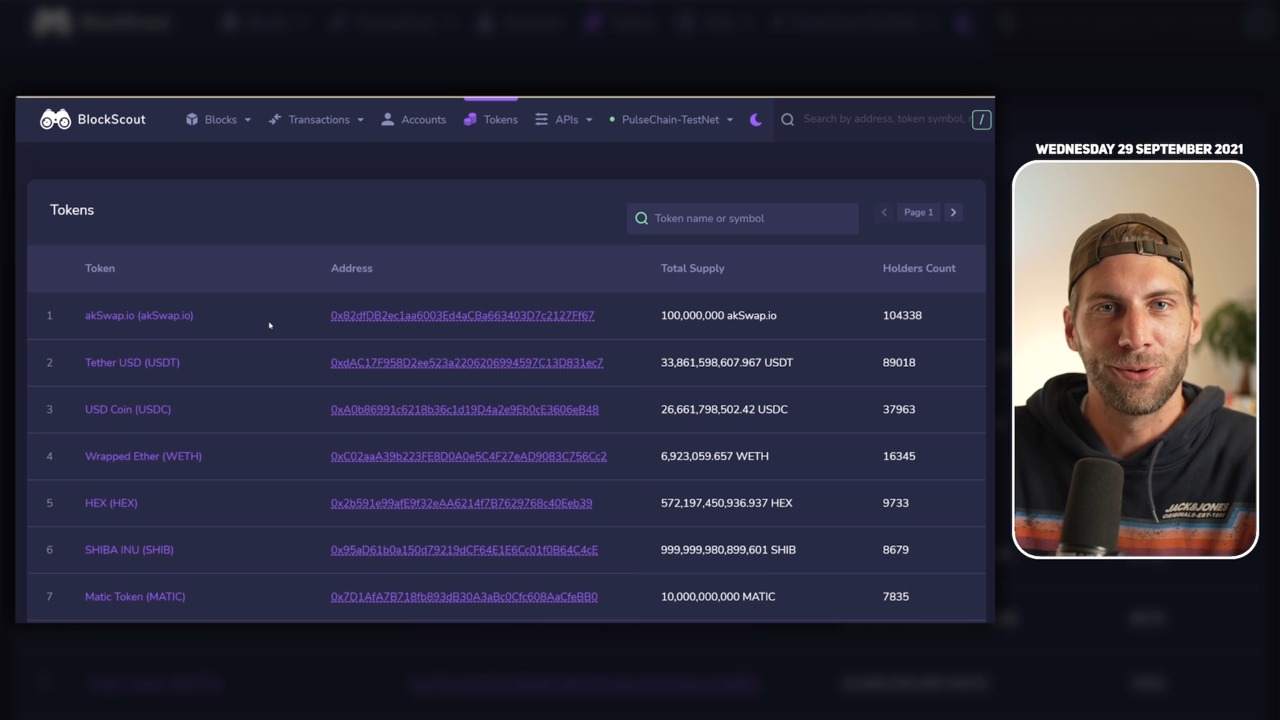 BlockScout Blocks Transactions Accounts Tokens APIs PulseChain-TestNet Search by address, token symbol, /
WEDNESDAY 29 SEPTEMBER 2021
Tokens Token name or symbol Page 1
Token Address Total Supply Holders Count
1 akSwap.io (akSwap.io) 0x82dfDB2ec1aa6003Ed4aCBa663403D7c2127Ff67 100,000,000 akSwap.io 104338
2 Tether USD (USDT) 0xdAC17F958D2ee523a2206206994597C13D831ec7 33,861,598,607.967 USDT 89018
3 USD Coin (USDC) 0xA0b86991c6218b36c1d19D4a2e9Eb0cE3606eB48 26,661,798,502.42 USDC 37963
4 Wrapped Ether (WETH) 0xC02aaA39b223FE8D0A0e5C4F27eAD9083C756Cc2 6,923,059.657 WETH 16345
5 HEX (HEX) 0x2b591e99afE9f32eAA6214f7B7629768c40Eeb39 572,197,450,936.937 HEX 9733
6 SHIBA INU (SHIB) 0x95aD61b0a150d79219dCF64E1E6Cc01f0B64C4cE 999,999,980,899,601 SHIB 8679
JACK&JONES
ORIGINALS-EST-1990
7 Matic Token (MATIC) 0x7D1AfA7B718fb893dB30A3aBc0Cfc608AaCfeBB0 10,000,000,000 MATIC 7835